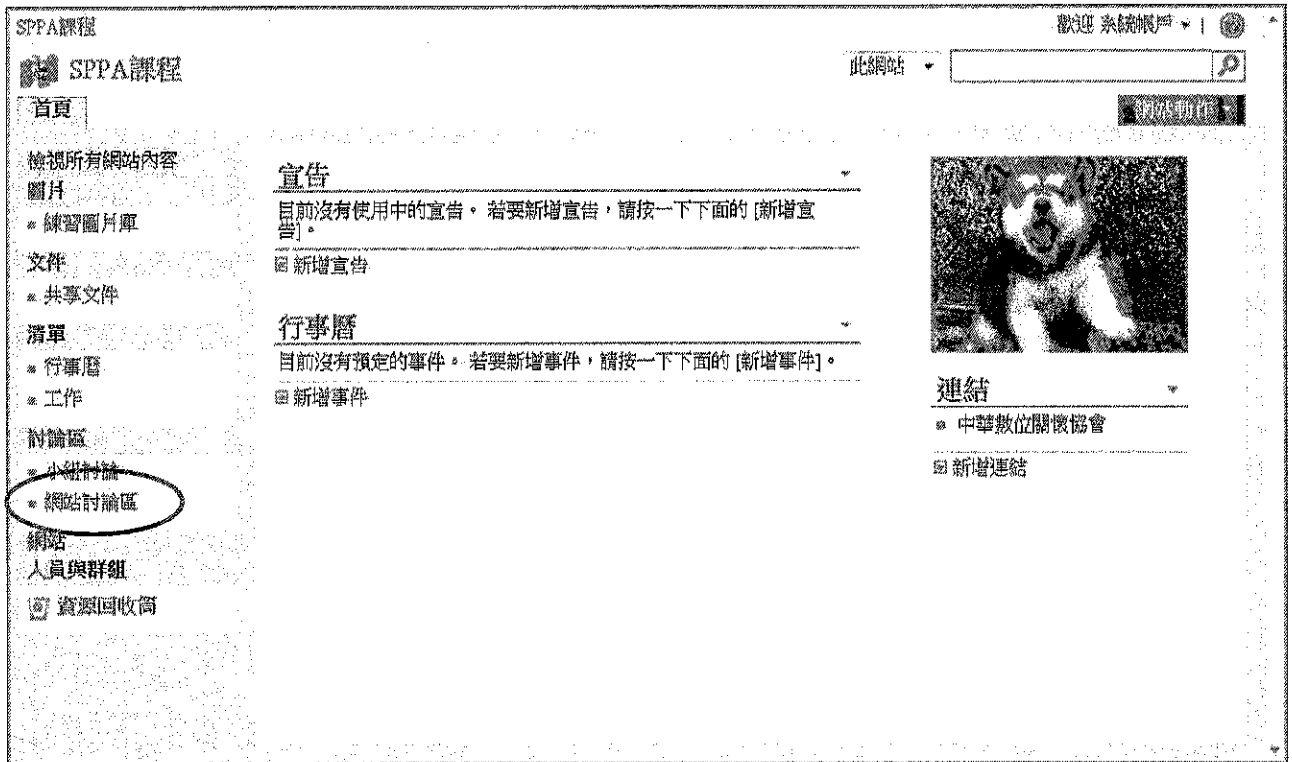 SPPA課程
歡迎 系統帳戶
SPPA課程
此網站
首頁
網站動作
檢視所有網站內容
圖片
練習圖片庫
文件
共享文件
清單
行事曆
工作
討論區
小組討論
網站討論區
網站
人員與群組
資源回收筒
宣告
目前沒有使用中的宣告。 若要新增宣告，請按一下下面的 [新增宣
告]。
新增宣告
行事曆
目前沒有預定的事件。 若要新增事件，請按一下下面的 [新增事件]。
新增事件
連結
中華數位關懷協會
新增連結